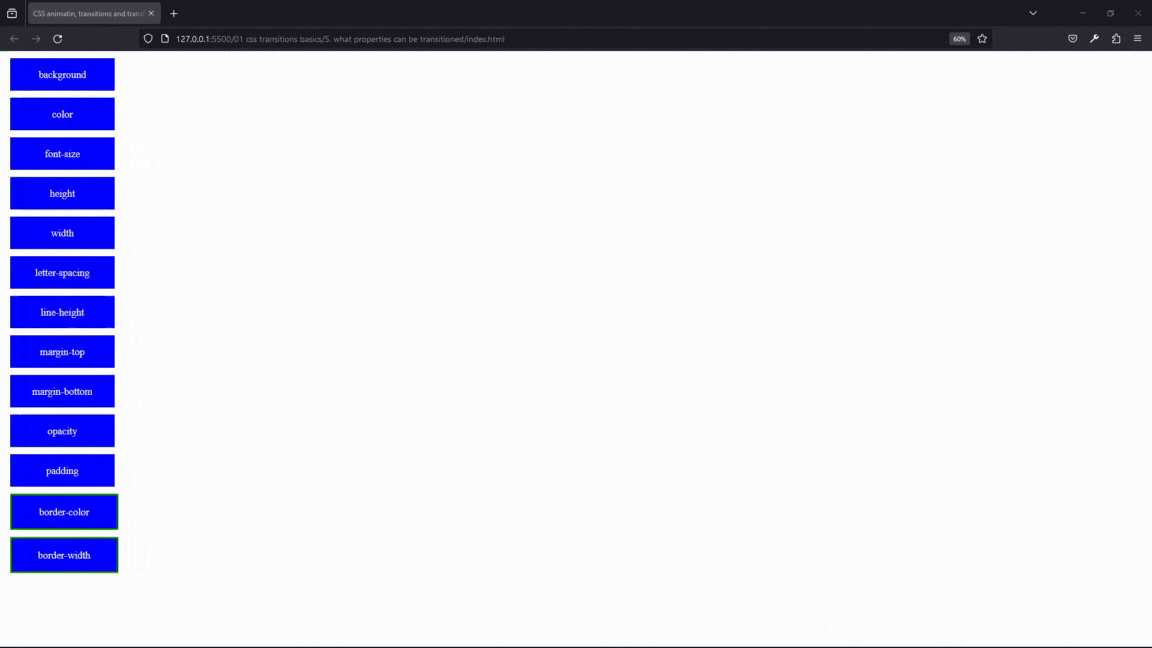 CSS animatin, transitions and trans
127.0.0.1:5500/01 css transitions basics/5. what properties can be transitioned/index.html
60%
background
color
font-size
height
width
letter-spacing
line-height
margin-top
margin-bottom
opacity
padding
border-color
border-width